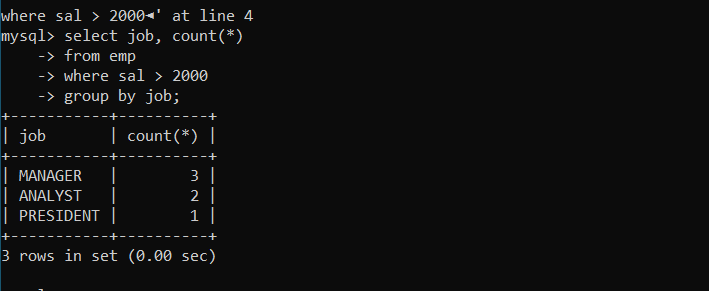 where sal > 2000◄' at line 4
mysql> select job, count(*)
    -> from emp
    -> where sal > 2000
    -> group by job;
+-----------+----------+
| job       | count(*) |
+-----------+----------+
| MANAGER   |        3 |
| ANALYST   |        2 |
| PRESIDENT |        1 |
+-----------+----------+
3 rows in set (0.00 sec)